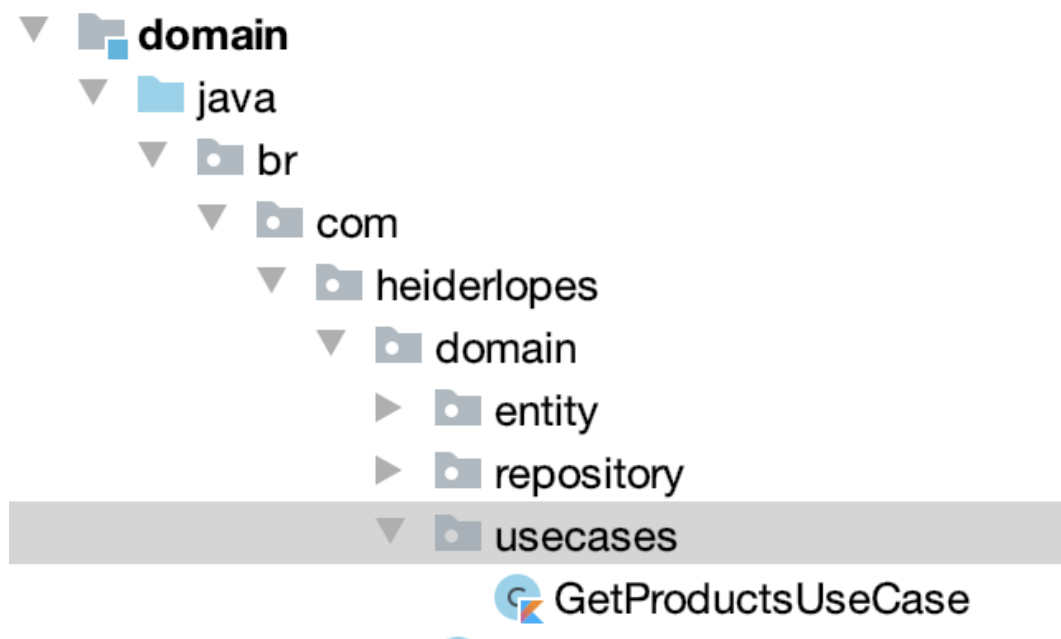 domain
java
br
com
heiderlopes
domain
entity
repository
usecases
GetProductsUseCase